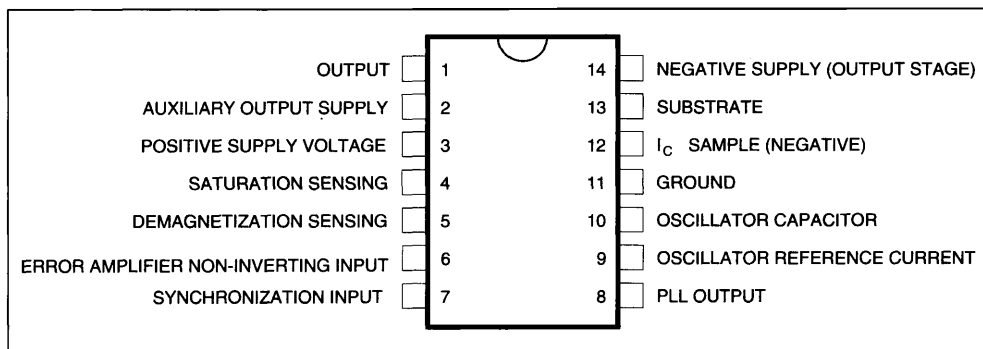 OUTPUT 1 14 NEGATIVE SUPPLY (OUTPUT STAGE)
AUXILIARY OUTPUT SUPPLY 2 13 SUBSTRATE
POSITIVE SUPPLY VOLTAGE 3 12 IC SAMPLE (NEGATIVE)
SATURATION SENSING 4 11 GROUND
DEMAGNETIZATION SENSING 5 10 OSCILLATOR CAPACITOR
ERROR AMPLIFIER NON-INVERTING INPUT 6 9 OSCILLATOR REFERENCE CURRENT
SYNCHRONIZATION INPUT 7 8 PLL OUTPUT